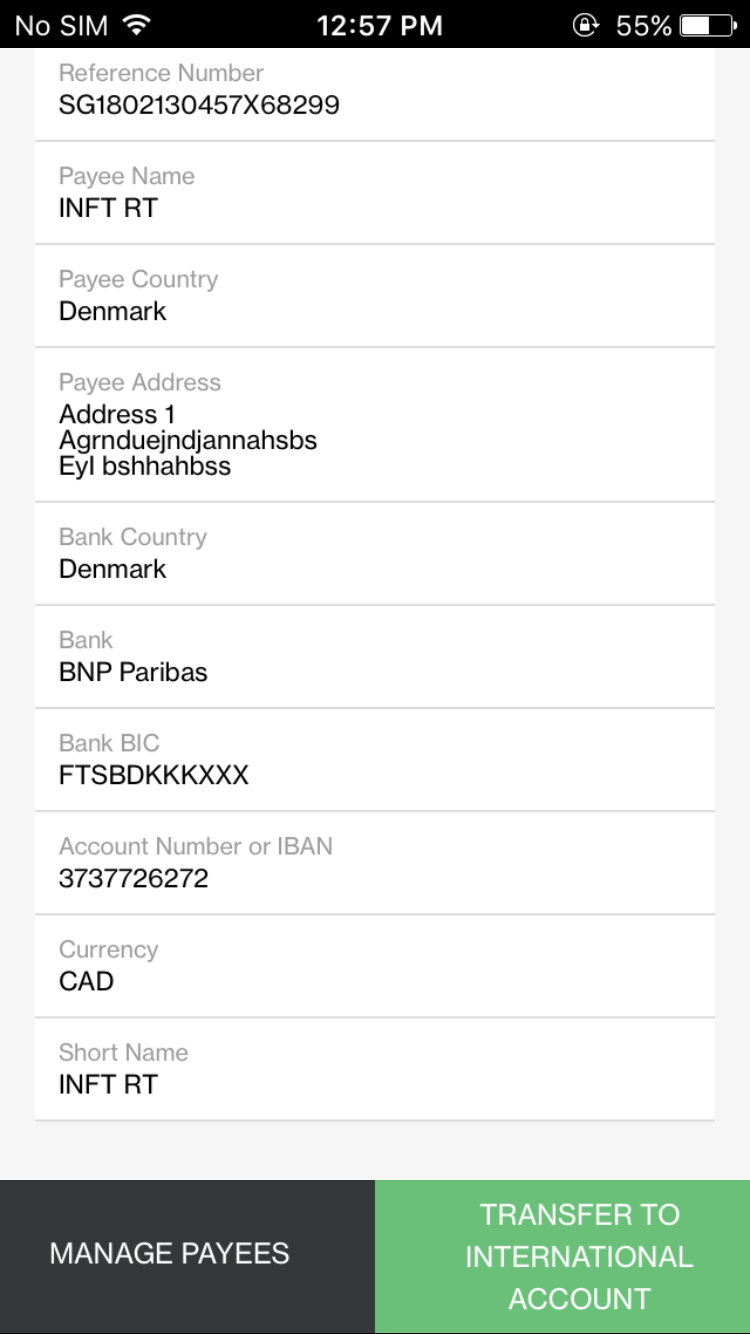 No SIM 12:57 PM 55%
Reference Number
SG1802130457X68299
Payee Name
INFT RT
Payee Country
Denmark
Payee Address
Address 1
Agrnduejndjannahsbs
Eyl bshhahbss
Bank Country
Denmark
Bank
BNP Paribas
Bank BIC
FTSBDKKKXXX
Account Number or IBAN
3737726272
Currency
CAD
Short Name
INFT RT
MANAGE PAYEES
TRANSFER TO
INTERNATIONAL
ACCOUNT